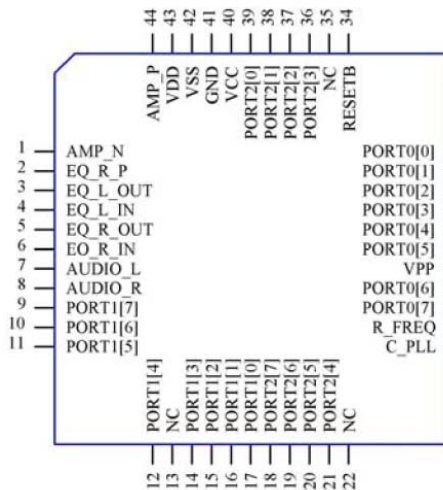 44 43 42 41 40 39 38 37 36 35 34
AMP_P VDD VSS GND VCC PORT2[0] PORT2[1] PORT2[2] PORT2[3] NC RESETB
1 AMP_N PORT0[0]
2 EQ_R_P PORT0[1]
3 EQ_L_OUT PORT0[2]
4 EQ_L_IN PORT0[3]
5 EQ_R_OUT PORT0[4]
6 EO_R_IN PORT0[5]
7 AUDIO_L VPP
8 AUDIO_R PORT0[6]
9 PORT1[7] PORT0[7]
10 PORT1[6] R_FREQ
11 PORT1[5] C_PLL
PORT1[4] NC PORT1[3] PORT1[2] PORT1[1] PORT1[0] PORT2[7] PORT2[6] PORT2[5] PORT2[4] NC
12 13 14 15 16 17 18 19 20 21 22